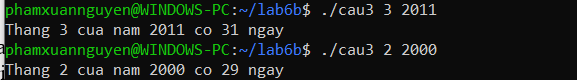 phamxuannguyen@WINDOWS-PC:~/lab6b$ ./cau3 3 2011
Thang 3 cua nam 2011 co 31 ngay
phamxuannguyen@WINDOWS-PC:~/lab6b$ ./cau3 2 2000
Thang 2 cua nam 2000 co 29 ngay